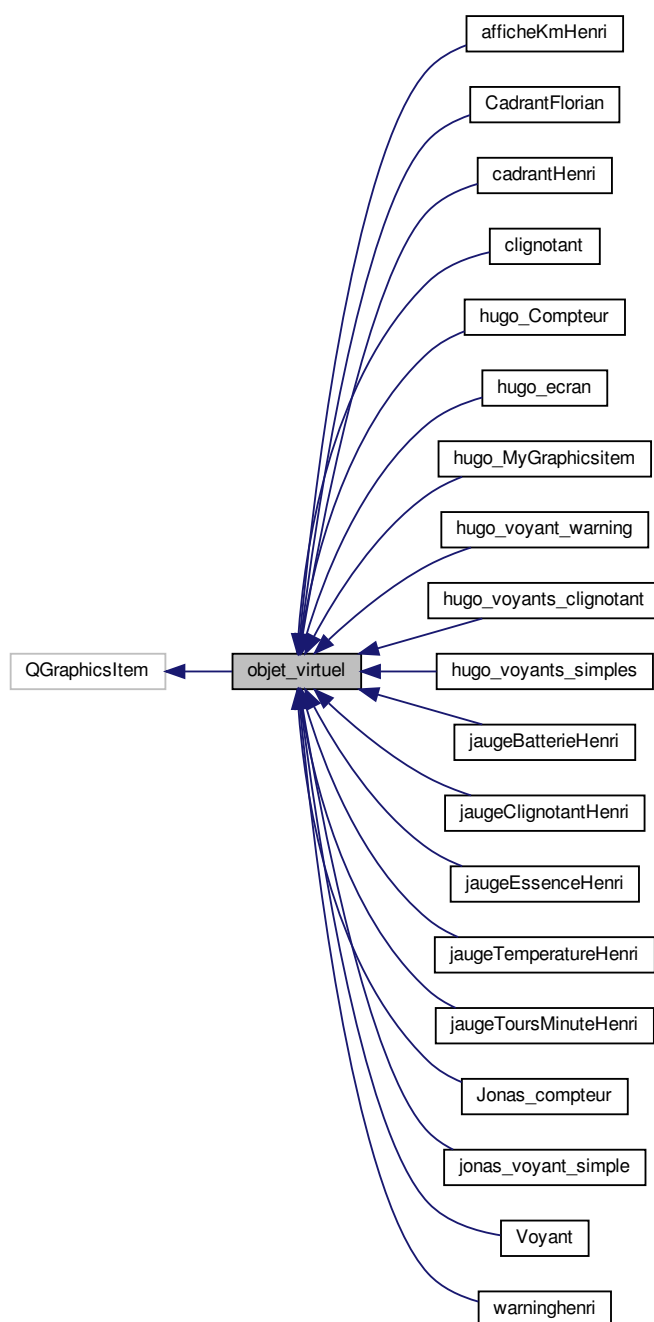 afficheKmHenri
CadrantFlorian
cadrantHenri
clignotant
hugo_Compteur
hugo_ecran
hugo_MyGraphicsitem
hugo_voyant_warning
hugo_voyants_clignotant
QGraphicsItem
objet_virtuel
hugo_voyants_simples
jaugeBatterieHenri
jaugeClignotantHenri
jaugeEssenceHenri
jaugeTemperatureHenri
jaugeToursMinuteHenri
Jonas_compteur
jonas_voyant_simple
Voyant
warninghenri